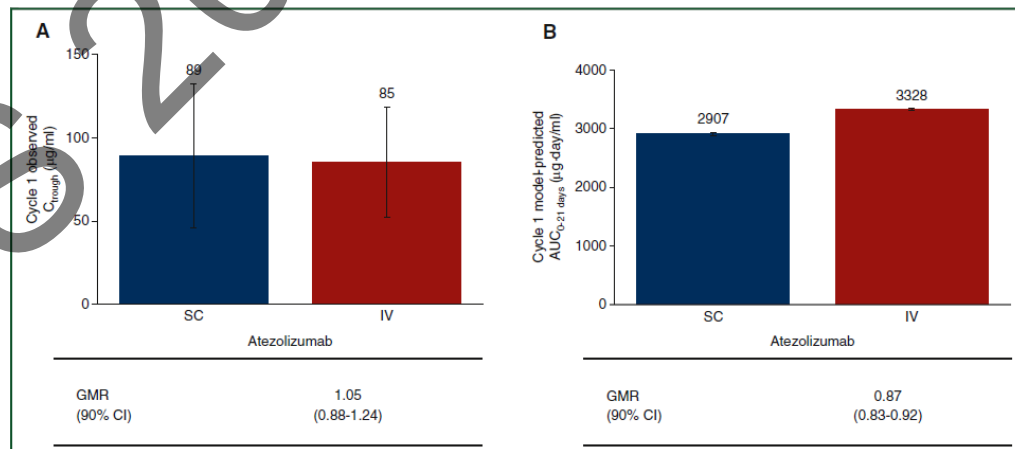 A
150
100
50
0
Cycle 1 observed
Ctrough (µg/ml)
89
85
SC IV
Atezolizumab
GMR 1.05
(90% CI) (0.88-1.24)
B
4000
3000
2000
1000
0
Cycle 1 model-predicted
AUC0-21 days (µg·day/ml)
2907
3328
SC IV
Atezolizumab
GMR 0.87
(90% CI) (0.83-0.92)